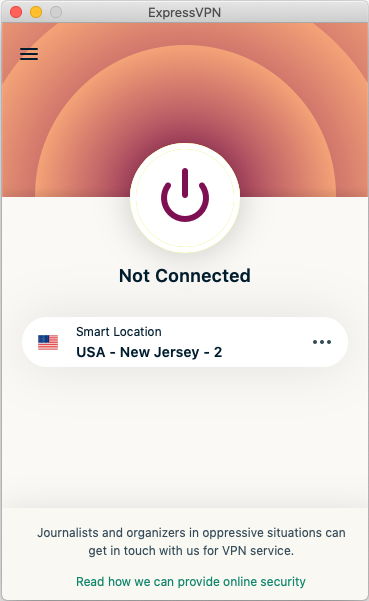 ExpressVPN
Not Connected
Smart Location
USA - New Jersey - 2
Journalists and organizers in oppressive situations can
get in touch with us for VPN service.
Read how we can provide online security